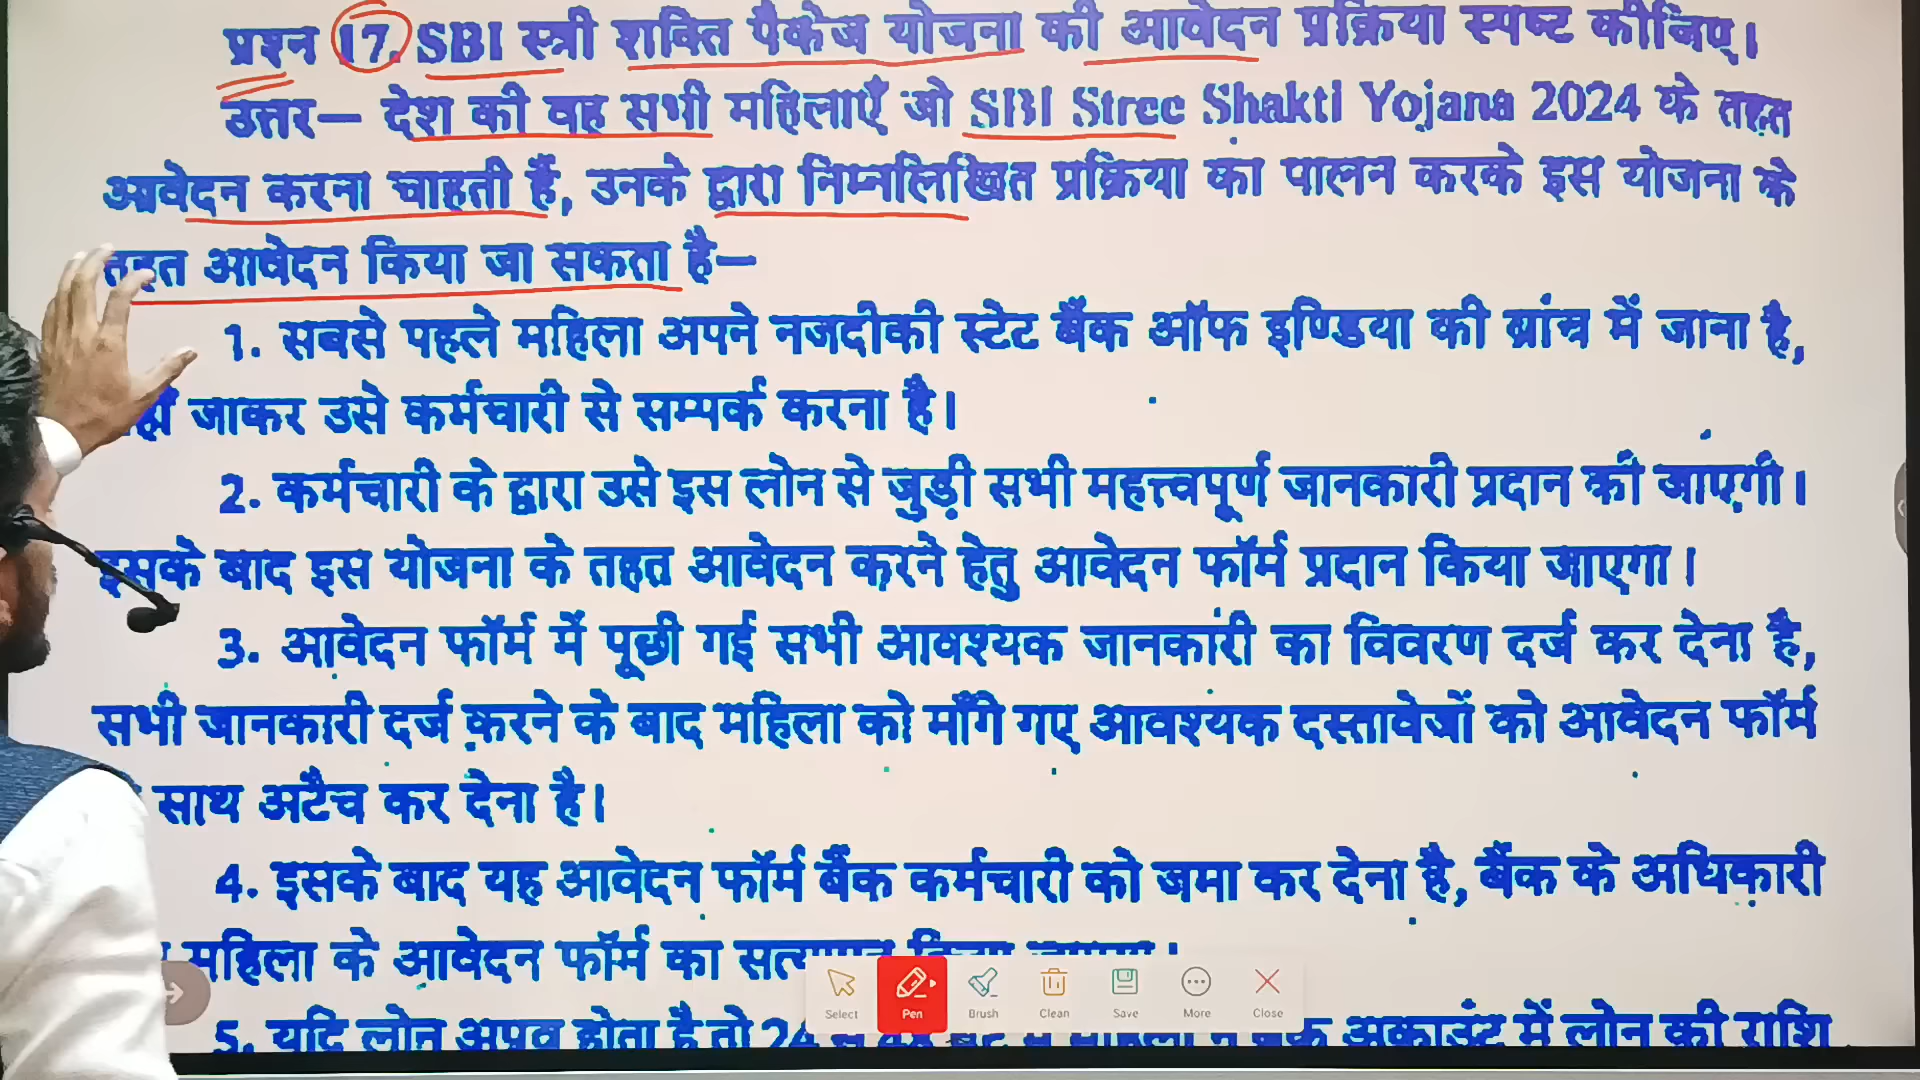 प्रश्न 17. SBI स्त्री शक्ति पैकेज योजना की आवेदन प्रक्रिया स्पष्ट कीजिए।
उत्तर— देश की वह सभी महिलाएँ जो SBI Stree Shakti Yojana 2024 के तहत
आवेदन करना चाहती हैं, उनके द्वारा निम्नलिखित प्रक्रिया का पालन करके इस योजना के
तहत आवेदन किया जा सकता है—
1. सबसे पहले महिला अपने नजदीकी स्टेट बैंक ऑफ इण्डिया की ब्रांच में जाना है,
जाकर उसे कर्मचारी से सम्पर्क करना है।
2. कर्मचारी के द्वारा उसे इस लोन से जुड़ी सभी महत्त्वपूर्ण जानकारी प्रदान की जाएगी।
इसके बाद इस योजना के तहत आवेदन करने हेतु आवेदन फॉर्म प्रदान किया जाएगा।
3. आवेदन फॉर्म में पूछी गई सभी आवश्यक जानकारी का विवरण दर्ज कर देना है,
सभी जानकारी दर्ज करने के बाद महिला को माँगे गए आवश्यक दस्तावेजों को आवेदन फॉर्म
साथ अटैच कर देना है।
4. इसके बाद यह आवेदन फॉर्म बैंक कर्मचारी को जमा कर देना है, बैंक के अधिकारी
महिला के आवेदन फॉर्म का
5. यदि लोन अप्रूव होता है तो 24 अकाउंट में लोन की राशि
Select Pen Brush Clean Save More Close